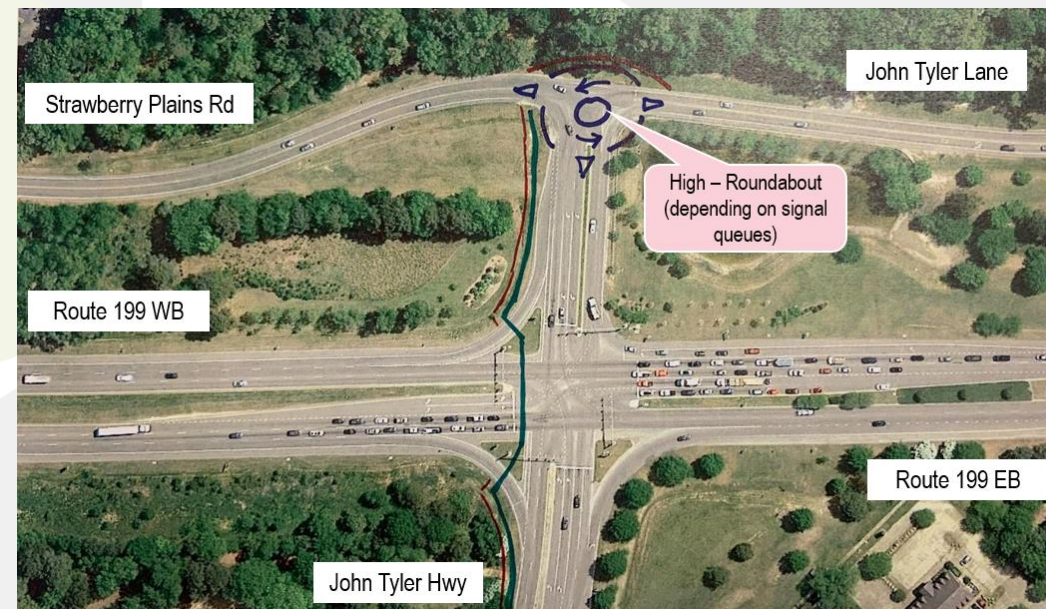 John Tyler Lane
Strawberry Plains Rd
High – Roundabout
(depending on signal
queues)
Route 199 WB
Route 199 EB
John Tyler Hwy